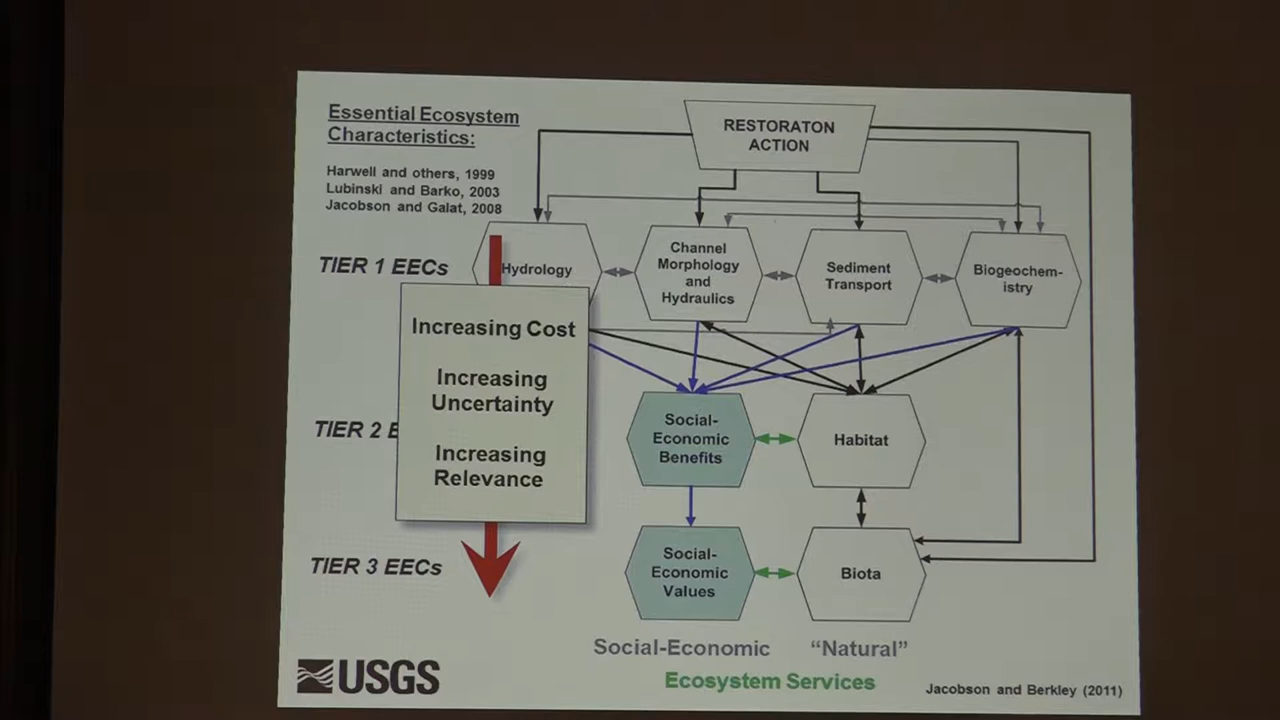 Essential Ecosystem
Characteristics:
Harwell and others, 1999
Lubinski and Barko, 2003
Jacobson and Galat, 2008
RESTORATON
ACTION
TIER 1 EECs
Hydrology
Channel
Morphology
and
Hydraulics
Sediment
Transport
Biogeochem-
istry
Increasing Cost
Increasing
Uncertainty
Increasing
Relevance
TIER 2 E
Social-
Economic
Benefits
Habitat
TIER 3 EECs
Social-
Economic
Values
Biota
Social-Economic
“Natural”
Ecosystem Services
USGS
Jacobson and Berkley (2011)